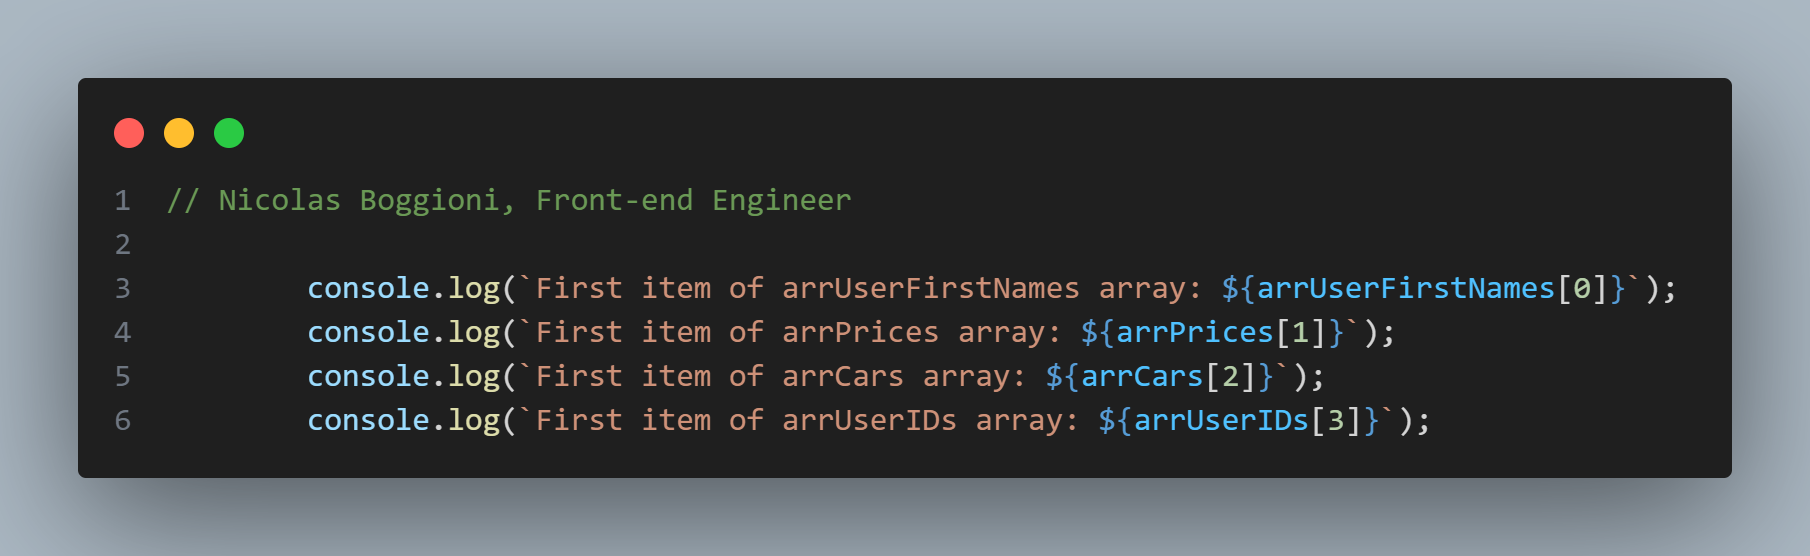 1 // Nicolas Boggioni, Front-end Engineer
2
3 console.log(`First item of arrUserFirstNames array: ${arrUserFirstNames[0]}`);
4 console.log(`First item of arrPrices array: ${arrPrices[1]}`);
5 console.log(`First item of arrCars array: ${arrCars[2]}`);
6 console.log(`First item of arrUserIDs array: ${arrUserIDs[3]}`);